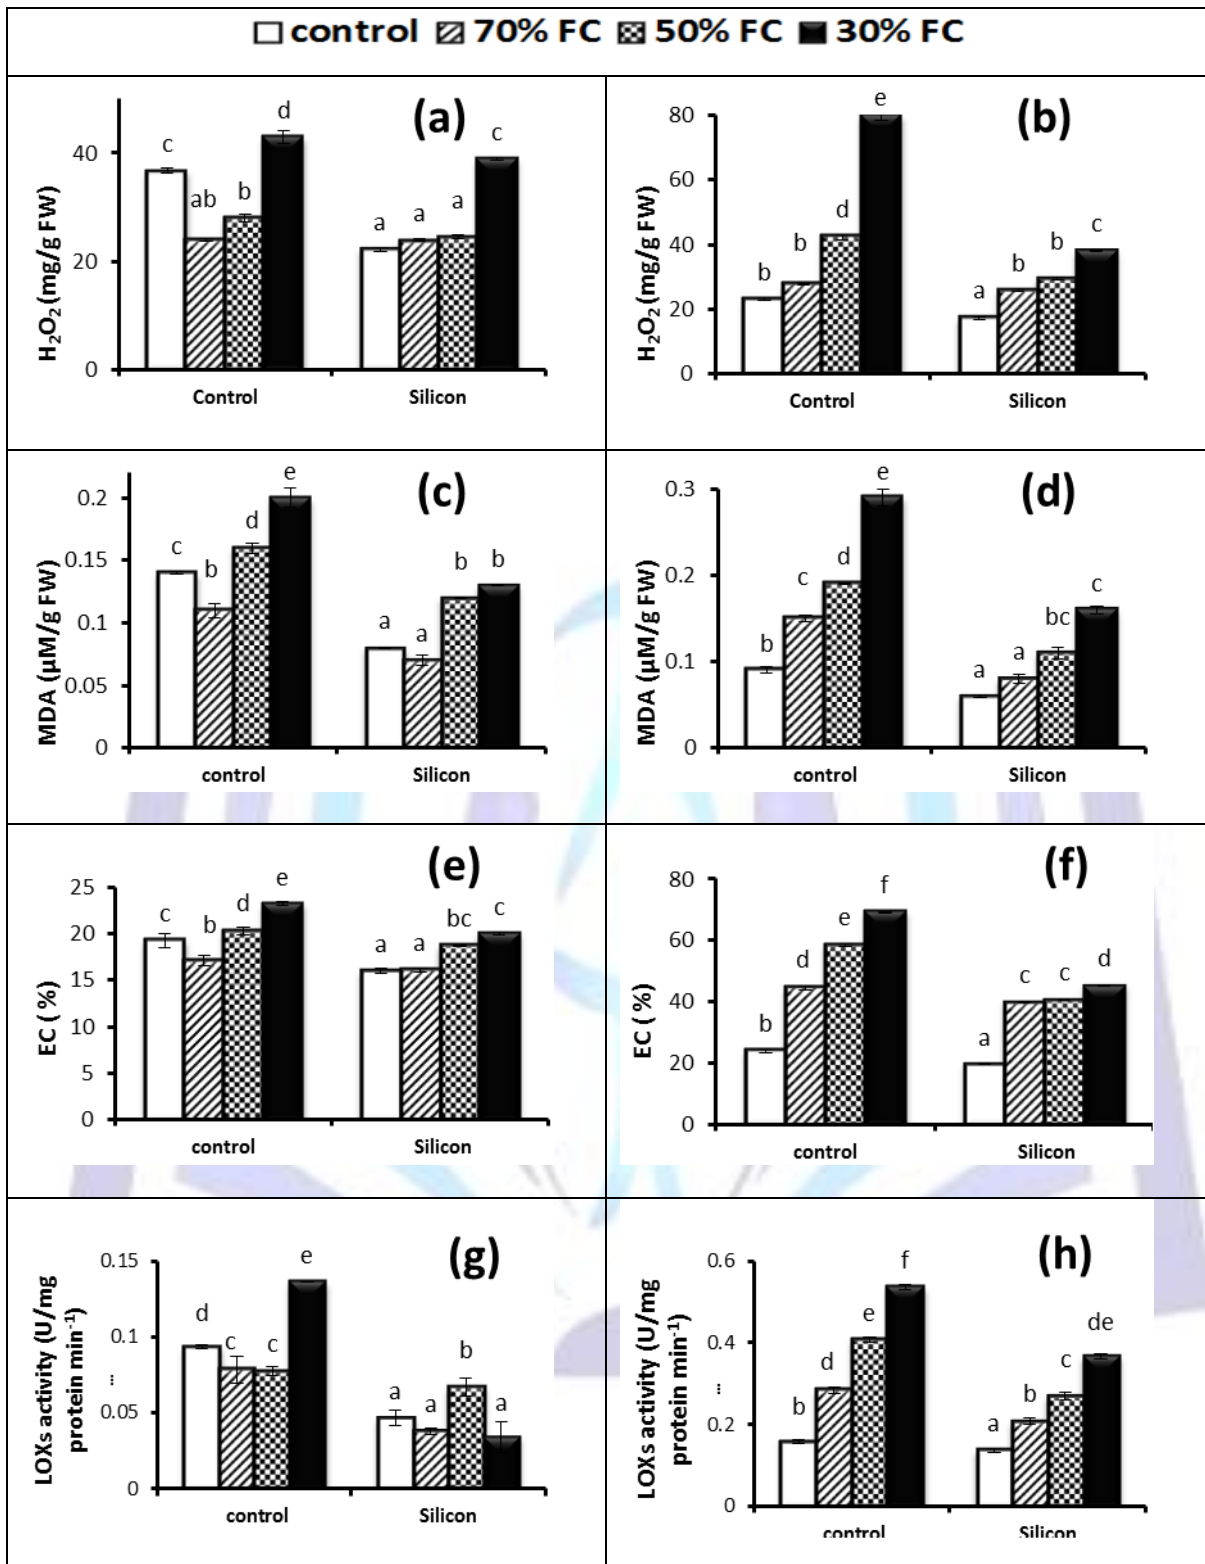 control 70% FC 50% FC 30% FC
(a)
H₂O₂ (mg/g FW)
40
20
0
c ab b d
a a a c
Control Silicon
(b)
H₂O₂ (mg/g FW)
80
60
40
20
0
b b d e
a b b c
Control Silicon
(c)
MDA (µM/g FW)
0.2
0.15
0.1
0.05
0
c b d e
a a b b
control Silicon
(d)
MDA (µM/g FW)
0.3
0.2
0.1
0
b c d e
a a bc c
control Silicon
(e)
EC ( %)
25
20
15
10
5
0
c b d e
a a bc c
control Silicon
(f)
EC ( %)
80
60
40
20
0
b d e f
a c c d
control Silicon
(g)
LOXs activity (U/mg
protein min⁻¹)
0.15
0.1
0.05
0
d c c e
a a b a
control Silicon
(h)
LOXs activity (U/mg
protein min⁻¹)
0.6
0.4
0.2
0
b d e f
a b c de
control Silicon